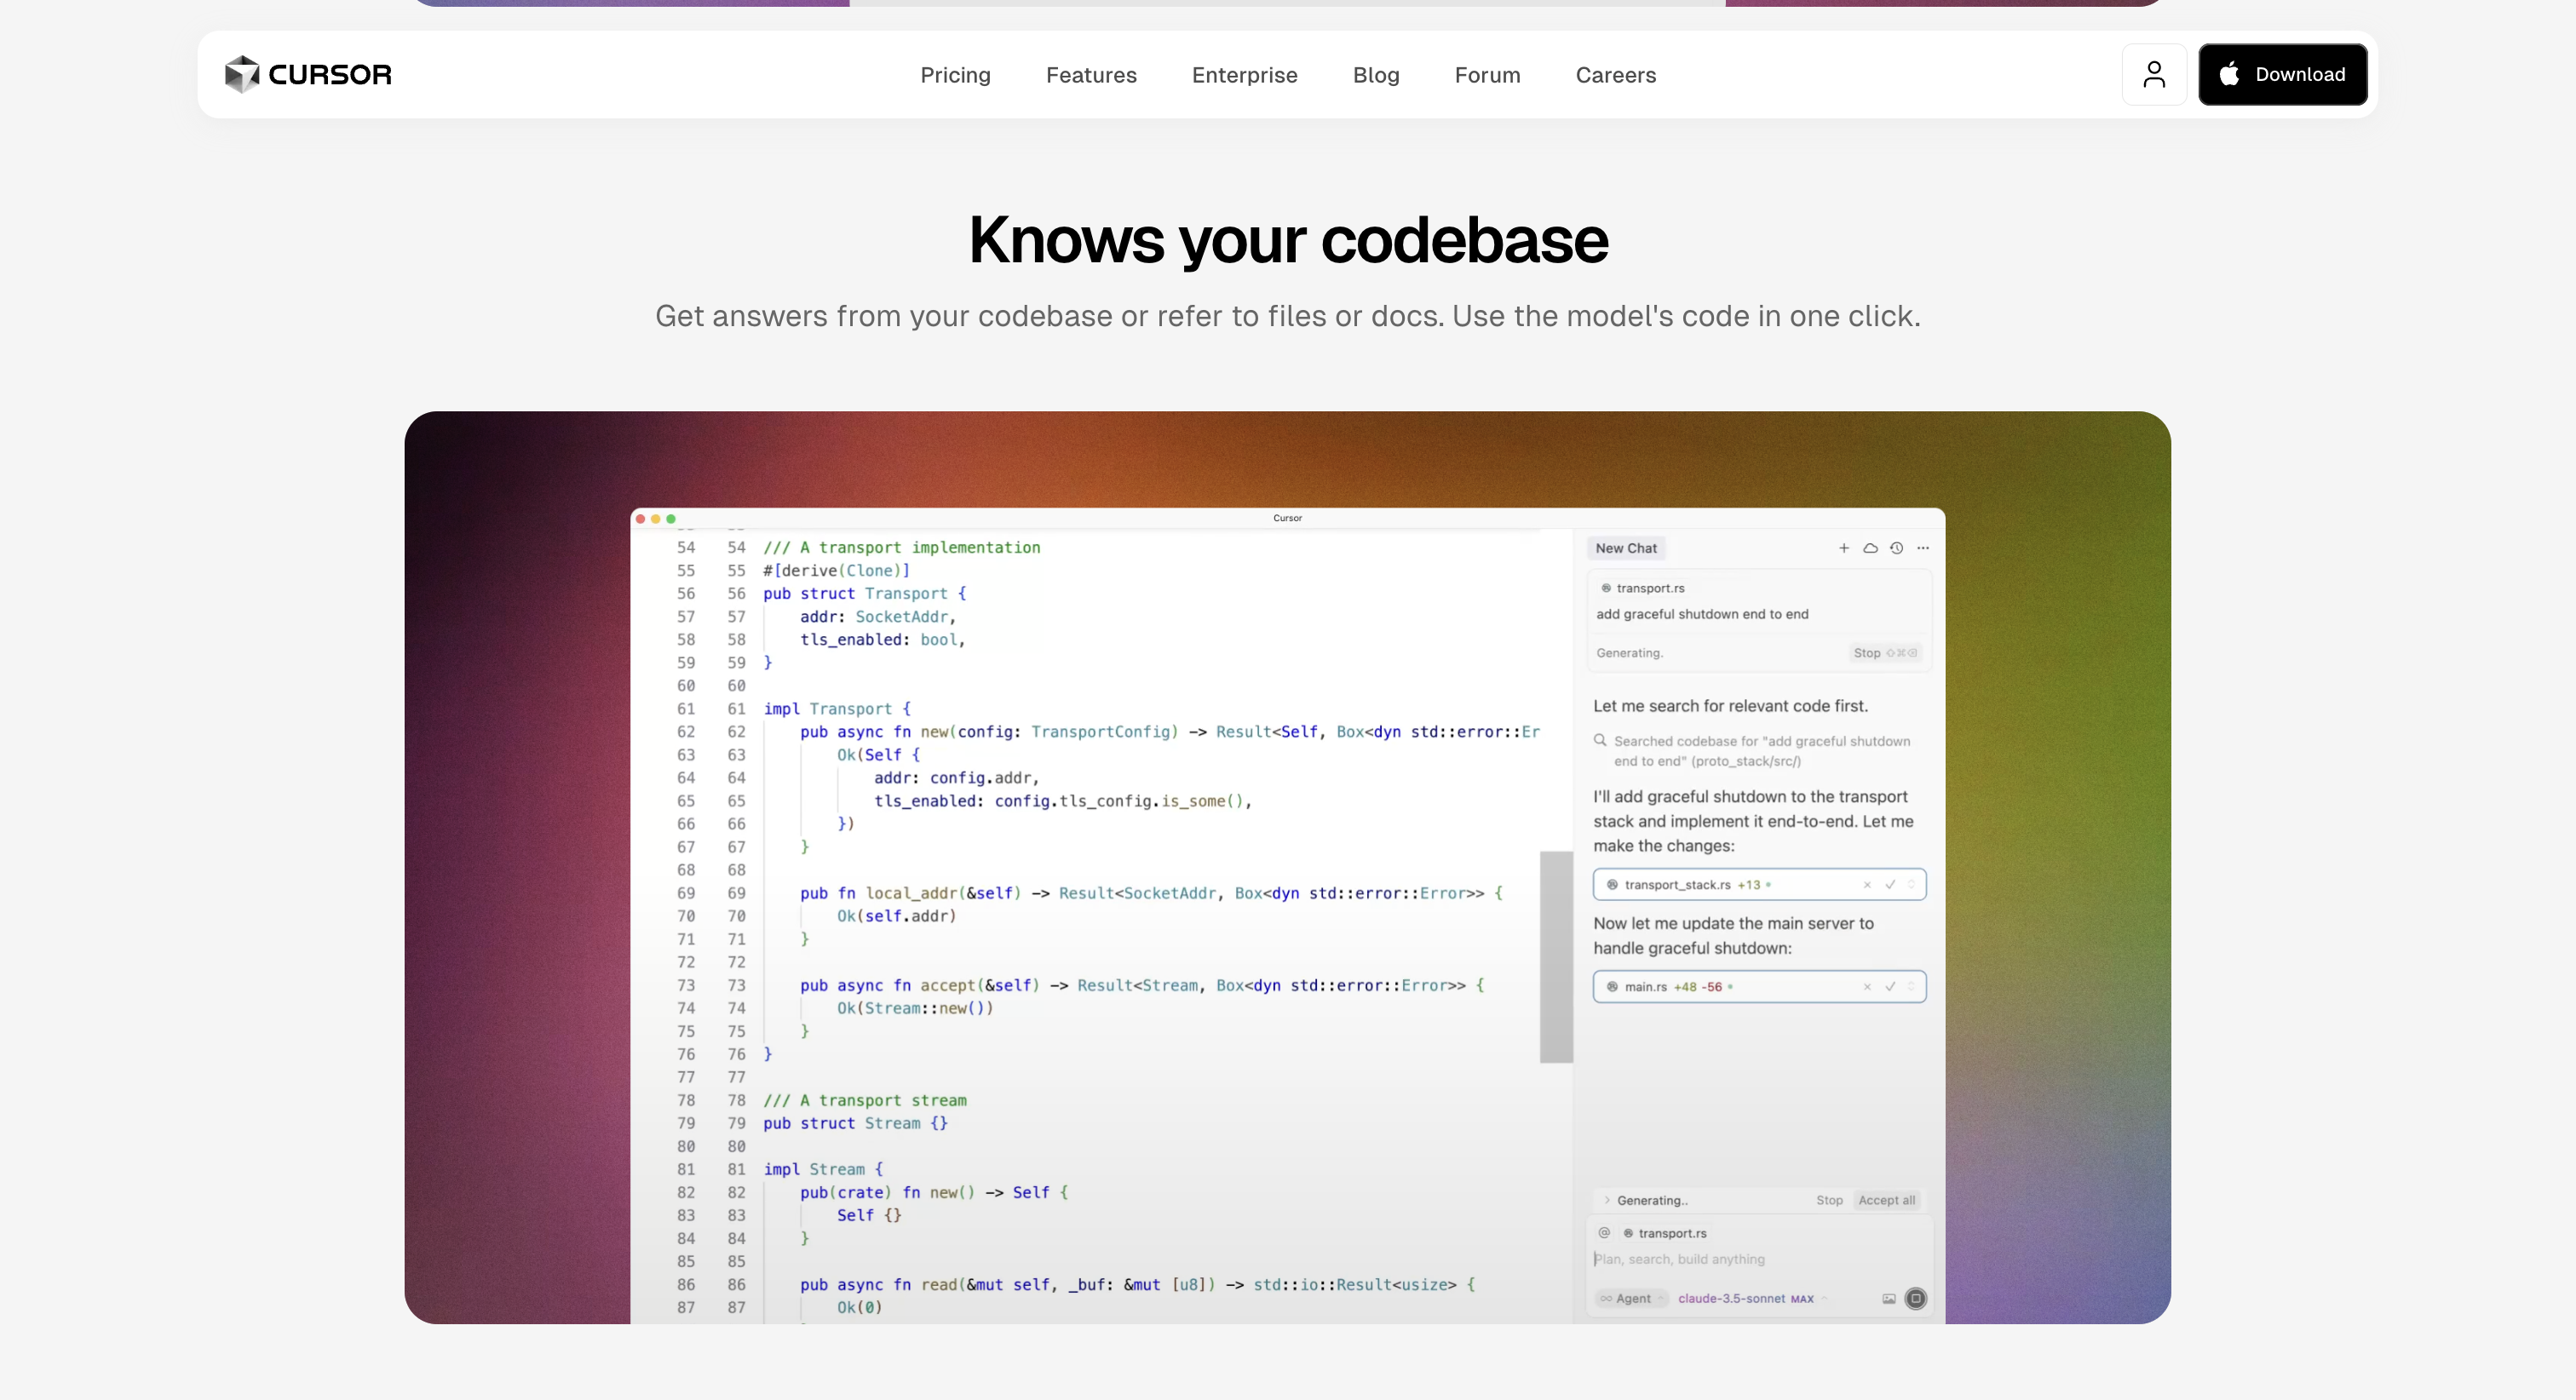 CURSOR
Pricing Features Enterprise Blog Forum Careers
Download
Knows your codebase
Get answers from your codebase or refer to files or docs. Use the model's code in one click.
Cursor
54 54 /// A transport implementation
55 55 #[derive(Clone)]
56 56 pub struct Transport {
57 57 addr: SocketAddr,
58 58 tls_enabled: bool,
59 59 }
60 60
61 61 impl Transport {
62 62 pub async fn new(config: TransportConfig) -> Result<Self, Box<dyn std::error::Er
63 63 Ok(Self {
64 64 addr: config.addr,
65 65 tls_enabled: config.tls_config.is_some(),
66 66 })
67 67 }
68 68
69 69 pub fn local_addr(&self) -> Result<SocketAddr, Box<dyn std::error::Error>> {
70 70 Ok(self.addr)
71 71 }
72 72
73 73 pub async fn accept(&self) -> Result<Stream, Box<dyn std::error::Error>> {
74 74 Ok(Stream::new())
75 75 }
76 76 }
77 77
78 78 /// A transport stream
79 79 pub struct Stream {}
80 80
81 81 impl Stream {
82 82 pub(crate) fn new() -> Self {
83 83 Self {}
84 84 }
85 85
86 86 pub async fn read(&mut self, _buf: &mut [u8]) -> std::io::Result<usize> {
87 87 Ok(0)
New Chat
transport.rs
add graceful shutdown end to end
Generating. Stop ⇧⌘⌫
Let me search for relevant code first.
Searched codebase for "add graceful shutdown
end to end" (proto_stack/src/)
I'll add graceful shutdown to the transport
stack and implement it end-to-end. Let me
make the changes:
transport_stack.rs +13
Now let me update the main server to
handle graceful shutdown:
main.rs +48 -56
Generating.. Stop Accept all
@ transport.rs
Plan, search, build anything
Agent claude-3.5-sonnet MAX